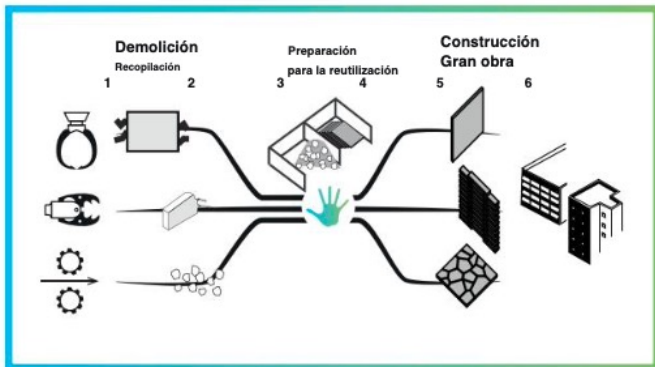 Demolición
Recopilación
1
2
Preparación
para la reutilización
3
4
Construcción
Gran obra
5
6